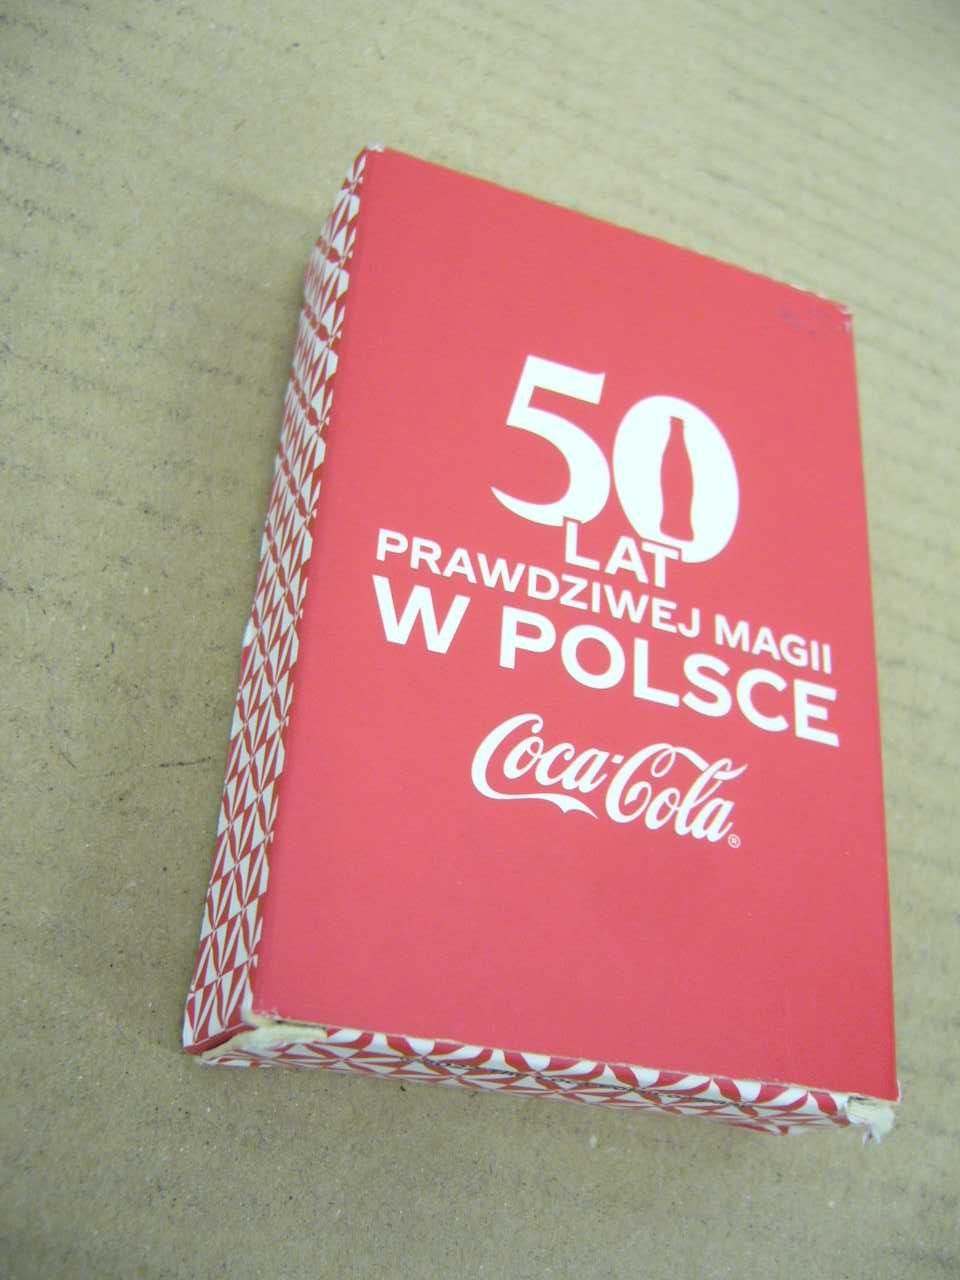 50
LAT
PRAWDZIWEJ MAGII
W POLSCE
Coca-Cola®